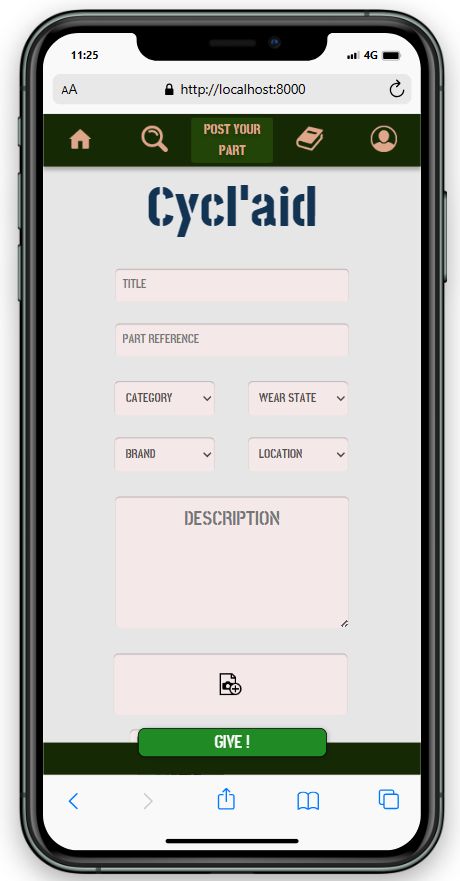 11:25
4G
AA http://localhost:8000
POST YOUR
PART
Cycl'aid
TITLE
PART REFERENCE
CATEGORY WEAR STATE
BRAND LOCATION
DESCRIPTION
GIVE !